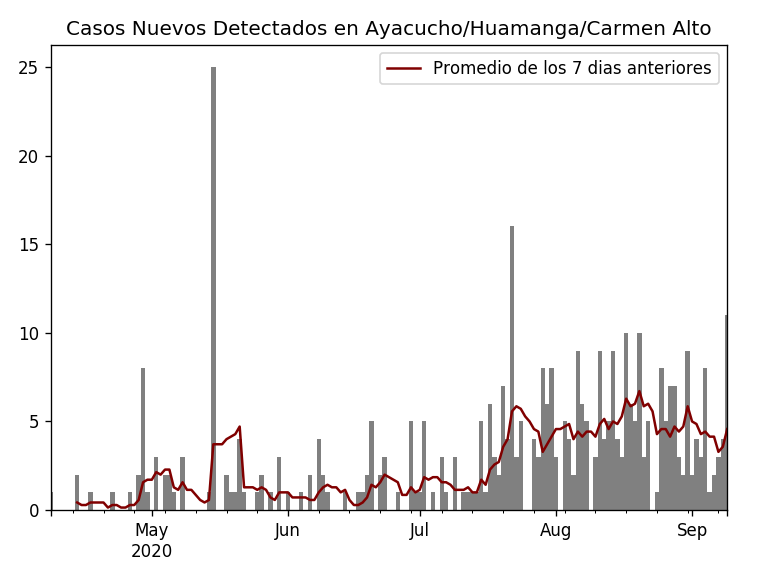 Casos Nuevos Detectados en Ayacucho/Huamanga/Carmen Alto
Promedio de los 7 dias anteriores
25
20
15
10
5
0
May Jun Jul Aug Sep
2020